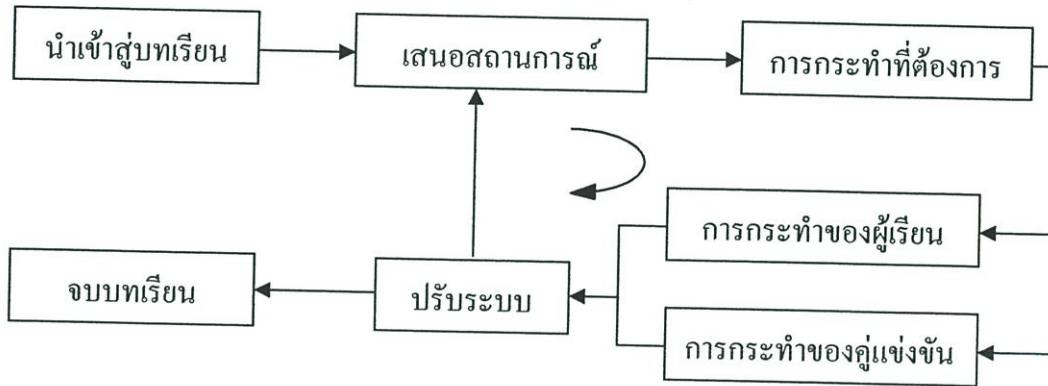 นำเข้าสู่บทเรียน
เสนอสถานการณ์
การกระทำที่ต้องการ
การกระทำของผู้เรียน
จบบทเรียน
ปรับระบบ
การกระทำของคู่แข่งขัน